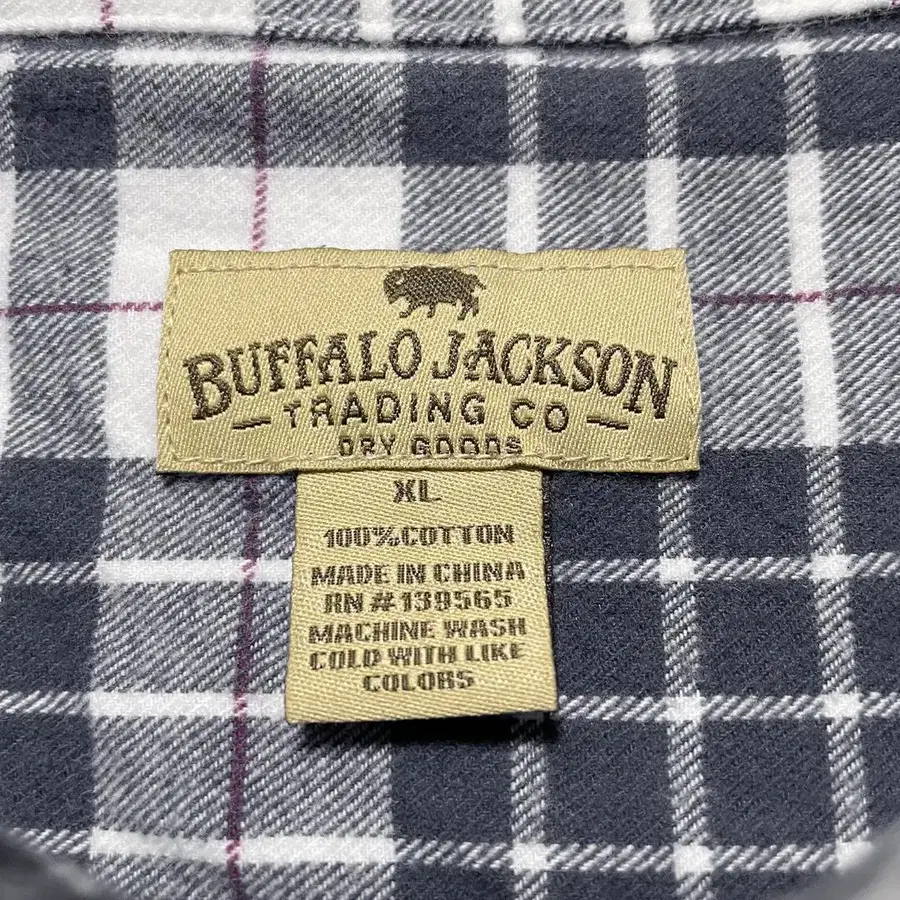 BUFFALO JACKSON
— TRADING CO —
DRY GOODS
XL
100%COTTON
MADE IN CHINA
RN #139565
MACHINE WASH
COLD WITH LIKE
COLORS